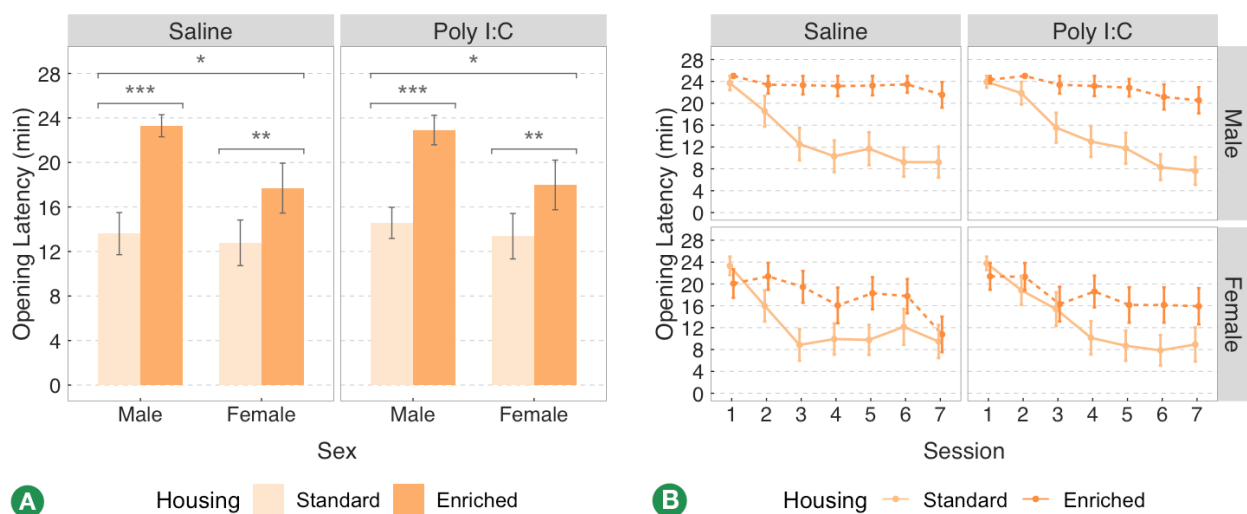 Saline
Poly I:C
Opening Latency (min)
28
24
20
16
12
8
4
0
*
***
**
*
***
**
Male
Female
Male
Female
Sex
A
Housing
Standard
Enriched
Saline
Poly I:C
Opening Latency (min)
28
24
20
16
12
8
4
0
Male
28
24
20
16
12
8
4
0
Female
1 2 3 4 5 6 7
1 2 3 4 5 6 7
Session
B
Housing
Standard
Enriched